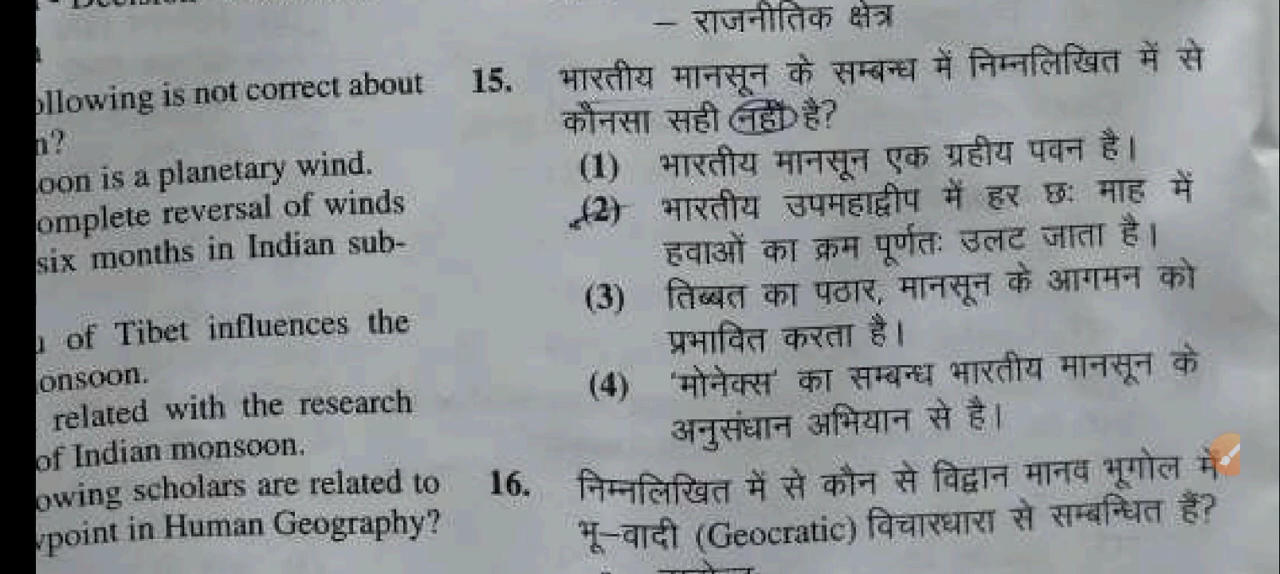 – राजनीतिक क्षेत्र
following is not correct about
oon is a planetary wind.
omplete reversal of winds
six months in Indian sub-
of Tibet influences the
onsoon.
related with the research
of Indian monsoon.
owing scholars are related to
point in Human Geography?
15. भारतीय मानसून के सम्बन्ध में निम्नलिखित में से
कौनसा सही नहीं है?
(1) भारतीय मानसून एक ग्रहीय पवन है।
(2) भारतीय उपमहाद्वीप में हर छः माह में
हवाओं का क्रम पूर्णतः उलट जाता है।
(3) तिब्बत का पठार, मानसून के आगमन को
प्रभावित करता है।
(4) 'मोनेक्स' का सम्बन्ध भारतीय मानसून के
अनुसंधान अभियान से है।
16. निम्नलिखित में से कौन से विद्वान मानव भूगोल में
भू–वादी (Geocratic) विचारधारा से सम्बन्धित हैं?